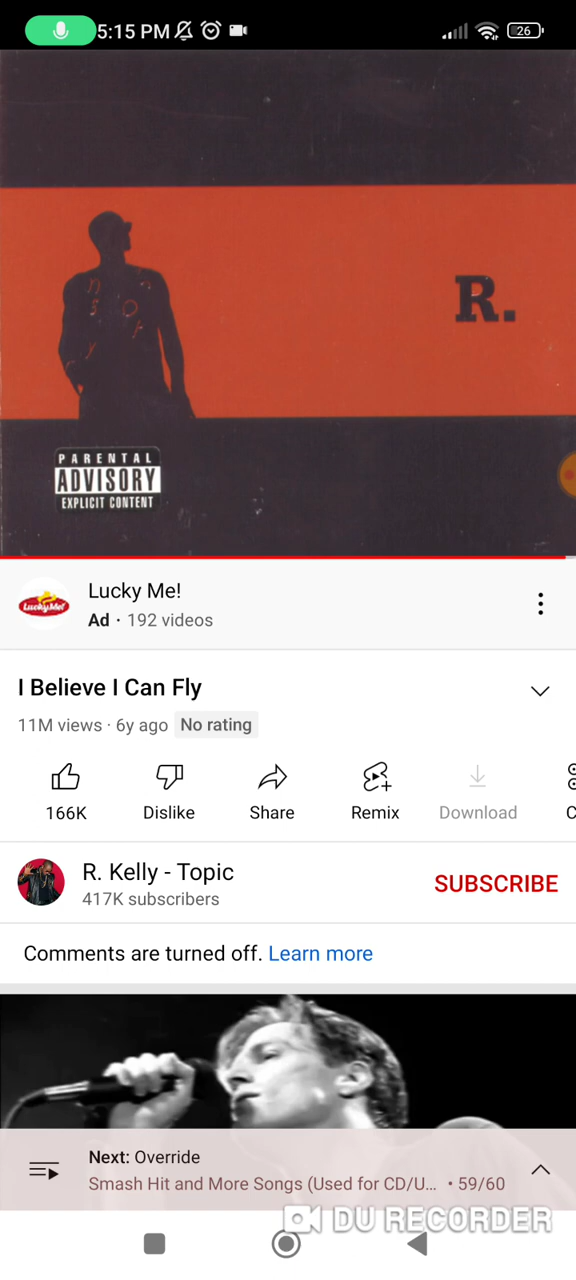 5:15 PM
26
R.
PARENTAL
ADVISORY
EXPLICIT CONTENT
Lucky Me!
Lucky Me!
Ad · 192 videos
I Believe I Can Fly
11M views · 6y ago No rating
166K Dislike Share Remix Download C
R. Kelly - Topic
417K subscribers
SUBSCRIBE
Comments are turned off. Learn more
Next: Override
Smash Hit and More Songs (Used for CD/U... • 59/60
DU RECORDER